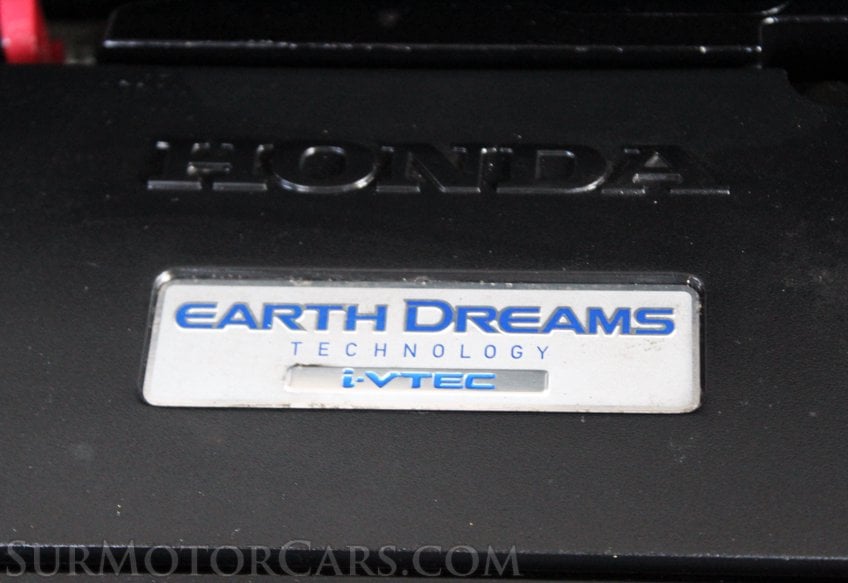 HONDA
EARTH DREAMS
TECHNOLOGY
i-VTEC
SURMOTORCARS.COM